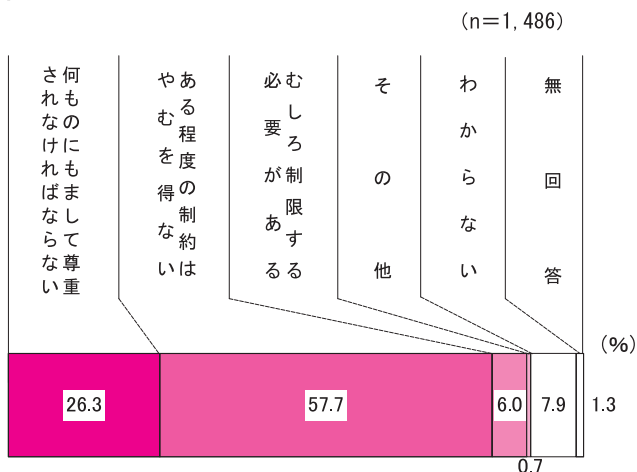 (n=1,486)
何ものにもまして尊重
されなければならない
ある程度の制約は
やむを得ない
むしろ制限する
必要がある
その他
わからない
無回答
(%)
26.3
57.7
6.0
7.9
1.3
0.7